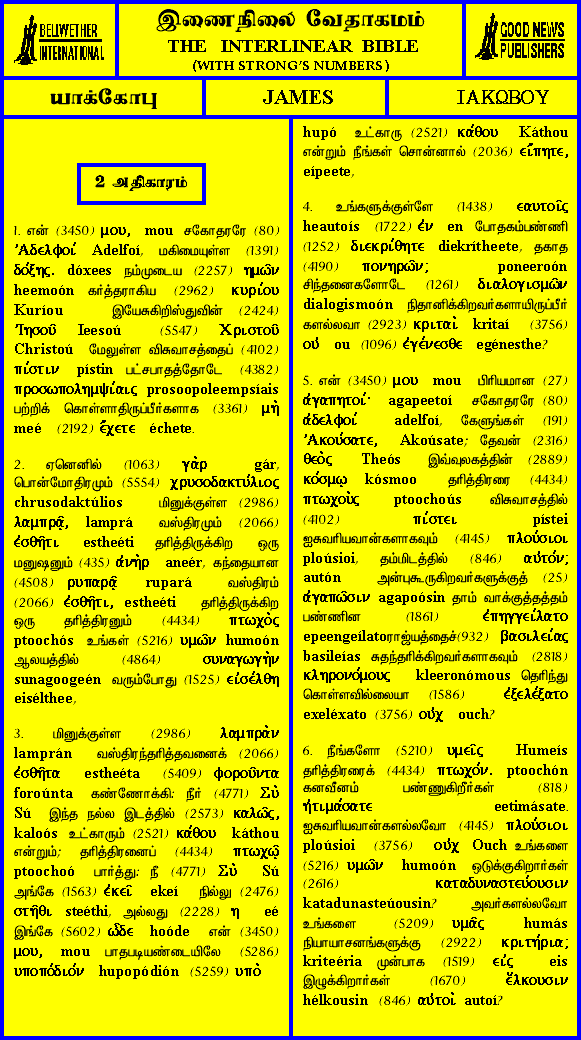 BELLWETHER
INTERNATIONAL
இணைநிலை வேதாகமம்
THE INTERLINEAR BIBLE
(WITH STRONG'S NUMBERS)
GOOD NEWS
PUBLISHERS
யாக்கோபு
JAMES
ΙΑΚΩΒΟΥ
2 அதிகாரம்
1. என் (3450) μου, mou சகோதரரே (80)
'Αδελφοί Adelfoí, மகிமையுள்ள (1391)
δόξης. dóxees நம்முடைய (2257) ημῶν
heemoón கர்த்தராகிய (2962) κυρίου
Kuríou இயேசுகிறிஸ்துவின் (2424)
'Ιησοῦ Ieesoú (5547) Χριστοῦ
Christoú மேலுள்ள விசுவாசத்தைப் (4102)
πίστιν pístin பட்சபாதத்தோடே (4382)
προσωπολημψίαις prosoopoleempsíais
பற்றிக் கொள்ளாதிருப்பீர்களாக (3361) μὴ
meé (2192) ἔχετε échete.
2. ஏனெனில் (1063) γὰρ gár,
பொன்மோதிரமும் (5554) χρυσοδακτύλιος
chrusodaktúlios மினுக்குள்ள (2986)
λαμπρᾷ, lamprá வஸ்திரமும் (2066)
ἐσθῆτι estheéti தரித்திருக்கிற ஒரு
மனுஷனும் (435) ἀνὴρ aneér, கந்தையான
(4508) ρυπαρᾷ rupará வஸ்திரம்
(2066) ἐσθῆτι, estheéti தரித்திருக்கிற
ஒரு தரித்திரனும் (4434) πτωχὸς
ptoochós உங்கள் (5216) υμῶν humoón
ஆலயத்தில் (4864) συναγωγὴν
sunagoogeén வரும்போது (1525) εἰσέλθη
eisélthee,
3. மினுக்குள்ள (2986) λαμπρὰν
lamprán வஸ்திரந்தரித்தவனைக் (2066)
ἐσθῆτα estheéta (5409) φοροῦντα
foroúnta கண்ணோக்கி: நீர் (4771) Σὺ
Sú இந்த நல்ல இடத்தில் (2573) καλῶς,
kaloós உட்காரும் (2521) κάθου káthou
என்றும்; தரித்திரனைப் (4434) πτωχῷ
ptoochoó பார்த்து: நீ (4771) Σὺ Sú
அங்கே (1563) ἐκεῖ ekeí நில்லு (2476)
στῆθι steéthi, அல்லது (2228) η eé
இங்கே (5602) ὧδε hoóde என் (3450)
μου, mou பாதபடியண்டையிலே (5286)
υποπόδιόν hupopódión (5259) υπὸ
hupó உட்காரு (2521) κάθου Káthou
என்றும் நீங்கள் சொன்னால் (2036) εἴπητε,
eípeete,
4. உங்களுக்குள்ளே (1438) εαυτοῖς
heautoís (1722) ἐν en போதகம்பண்ணி
(1252) διεκρίθητε diekrítheete, தகாத
(4190) πονηρῶν; poneeroón
சிந்தனைகளோடே (1261) διαλογισμῶν
dialogismoón நிதானிக்கிறவர்களாயிருப்பீர்
களல்லவா (2923) κριταὶ kritaí (3756)
οὐ ou (1096) ἐγένεσθε egénesthe?
5. என் (3450) μου mou பிரியமான (27)
ἀγαπητοί· agapeetoí சகோதரரே (80)
ἀδελφοί adelfoí, கேளுங்கள் (191)
'Ακούσατε, Akoúsate; தேவன் (2316)
θεὸς Theós இவ்வுலகத்தின் (2889)
κόσμῳ kósmoo தரித்திரரை (4434)
πτωχοὺς ptoochoús விசுவாசத்தில்
(4102) πίστει pístei
ஐசுவரியவான்களாகவும் (4145) πλούσιοι
ploúsioi, தம்மிடத்தில் (846) αὐτόν;
autón அன்புகூருகிறவர்களுக்குத் (25)
ἀγαπῶσιν agapoósin தாம் வாக்குத்தத்தம்
பண்ணின (1861) ἐπηγγείλατο
epeengeílatoராஜ்யத்தைச்(932) βασιλείας
basileías சுதந்தரிக்கிறவர்களாகவும் (2818)
κληρονόμους kleeronómous தெரிந்து
கொள்ளவில்லையா (1586) ἐξελέξατο
exeléxato (3756) οὐχ ouch?
6. நீங்களோ (5210) υμεῖς Humeís
தரித்திரரைக் (4434) πτωχόν. ptoochón
கனவீனம் பண்ணுகிறீர்கள் (818)
ἠτιμάσατε eetimásate.
ஐசுவரியவான்களல்லவோ (4145) πλούσιοι
ploúsioi (3756) οὐχ Ouch உங்களை
(5216) υμῶν humoón ஒடுக்குகிறார்கள்
(2616) καταδυναστεύουσιν
katadunasteúousin? அவர்களல்லவோ
உங்களை (5209) υμᾶς humás
நியாயாசனங்களுக்கு (2922) κριτήρια;
kriteéria முன்பாக (1519) εἰς eis
இழுக்கிறார்கள் (1670) ἕλκουσιν
hélkousin (846) αὐτοὶ autoí?